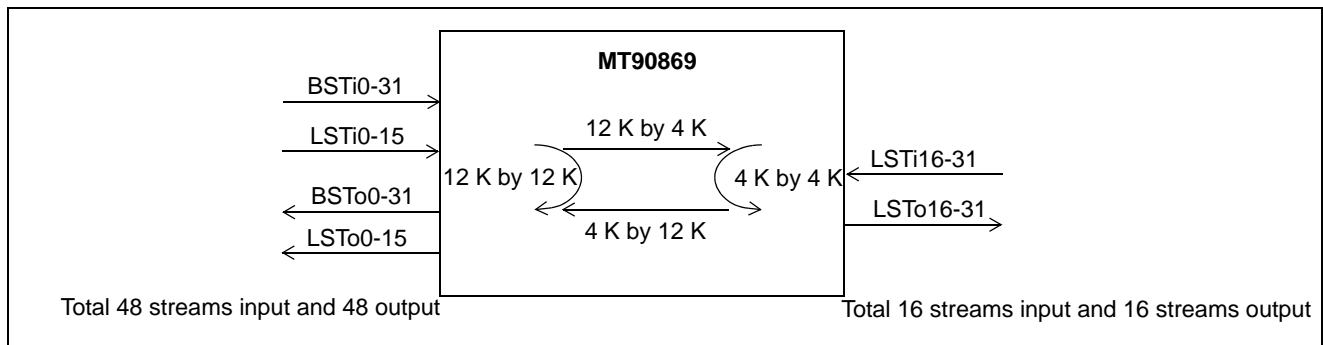 MT90869
BSTi0-31
LSTi0-15
BSTo0-31
LSTo0-15
12 K by 4 K
12 K by 12 K
4 K by 4 K
4 K by 12 K
LSTi16-31
LSTo16-31
Total 48 streams input and 48 output
Total 16 streams input and 16 streams output